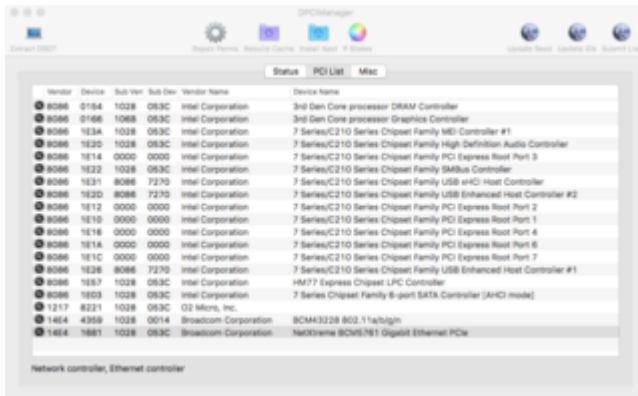 DPCIManager
Extract DSDT Repair Perms Rebuild Cache Install Kext P States Update Seed Update IDs Submit
Status PCI List Misc
Vendor Device Sub Ven Sub Dev Vendor Name Device Name
8086 0154 1028 053C Intel Corporation 3rd Gen Core processor DRAM Controller
8086 0166 1068 053C Intel Corporation 3rd Gen Core processor Graphics Controller
8086 1E3A 1028 053C Intel Corporation 7 Series/C210 Series Chipset Family MEI Controller #1
8086 1E20 1028 053C Intel Corporation 7 Series/C210 Series Chipset Family High Definition Audio Controller
8086 1E14 0000 0000 Intel Corporation 7 Series/C210 Series Chipset Family PCI Express Root Port 3
8086 1E22 1028 053C Intel Corporation 7 Series/C210 Series Chipset Family SMBus Controller
8086 1E31 8086 7270 Intel Corporation 7 Series/C210 Series Chipset Family USB xHCI Host Controller
8086 1E2D 8086 7270 Intel Corporation 7 Series/C210 Series Chipset Family USB Enhanced Host Controller #2
8086 1E12 0000 0000 Intel Corporation 7 Series/C210 Series Chipset Family PCI Express Root Port 2
8086 1E10 0000 0000 Intel Corporation 7 Series/C210 Series Chipset Family PCI Express Root Port 1
8086 1E16 0000 0000 Intel Corporation 7 Series/C210 Series Chipset Family PCI Express Root Port 4
8086 1E1A 0000 0000 Intel Corporation 7 Series/C210 Series Chipset Family PCI Express Root Port 6
8086 1E1C 0000 0000 Intel Corporation 7 Series/C210 Series Chipset Family PCI Express Root Port 7
8086 1E26 8086 7270 Intel Corporation 7 Series/C210 Series Chipset Family USB Enhanced Host Controller #1
8086 1E57 1028 053C Intel Corporation HM77 Express Chipset LPC Controller
8086 1E03 1028 053C Intel Corporation 7 Series Chipset Family 6-port SATA Controller [AHCI mode]
1217 8221 1028 053C O2 Micro, Inc.
14E4 4359 1028 0014 Broadcom Corporation BCM43228 802.11a/b/g/n
14E4 1681 1028 053C Broadcom Corporation NetXtreme BCM5761 Gigabit Ethernet PCIe
Network controller, Ethernet controller